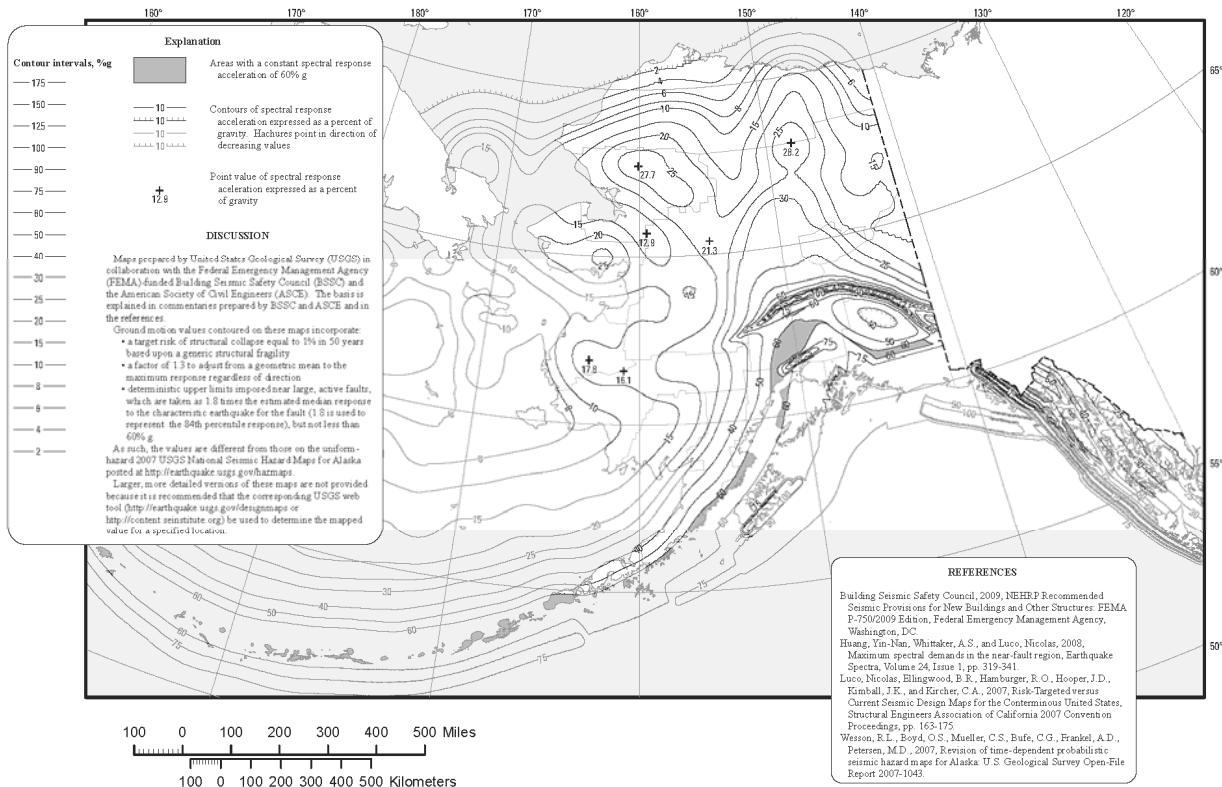 180°
170°
160°
170°
160°
150°
140°
130°
120°
65°
60°
55°
50°
Explanation
Contour intervals, %g
175
150
125
100
90
75
60
50
40
30
25
20
15
10
8
6
4
2
Areas with a constant spectral response
acceleration of 60% g
10
10
10
10
Contours of spectral response
acceleration expressed as a percent of
gravity. Hachures point in direction of
decreasing values
12.9
Point value of spectral response
aceleration expressed as a percent
of gravity
DISCUSSION
Maps prepared by United States Geological Survey (USGS) in
collaboration with the Federal Emergency Management Agency
(FEMA)-funded Building Seismic Safety Council (BSSC) and
the American Society of Civil Engineers (ASCE). The basis is
explained in commentaries prepared by BSSC and ASCE and in
the references.
Ground motion values contoured on these maps incorporate:
• a target risk of structural collapse equal to 1% in 50 years
based upon a generic structural fragility
• a factor of 1.3 to adjust from a geometric mean to the
maximum response regardless of direction
• deterministic upper limits imposed near large, active faults,
which are taken as 1.8 times the estimated median response
to the characteristic earthquake for the fault (1.8 is used to
represent the 84th percentile response), but not less than
60% g.
As such, the values are different from those on the uniform-
hazard 2007 USGS National Seismic Hazard Maps for Alaska
posted at http://earthquake.usgs.gov/hazmaps.
Larger, more detailed versions of these maps are not provided
because it is recommended that the corresponding USGS web
tool (http://earthquake.usgs.gov/designmaps or
http://content.seinstitute.org) be used to determine the mapped
value for a specified location.
2
4
6
8
10
15
20
25
27.7
12.9
21.3
28.2
30
25
17.8
16.1
10
15
40
50
60
75
100
REFERENCES
Building Seismic Safety Council, 2009, NEHRP Recommended
Seismic Provisions for New Buildings and Other Structures: FEMA
P-750/2009 Edition, Federal Emergency Management Agency,
Washington, DC.
Huang, Yin-Nan, Whittaker, A.S., and Luco, Nicolas, 2008,
Maximum spectral demands in the near-fault region, Earthquake
Spectra, Volume 24, Issue 1, pp. 319-341.
Luco, Nicolas, Ellingwood, B.R., Hamburger, R.O., Hooper, J.D.,
Kimball, J.K., and Kircher, C.A., 2007, Risk-Targeted versus
Current Seismic Design Maps for the Conterminous United States,
Structural Engineers Association of California 2007 Convention
Proceedings, pp. 163-175.
Wesson, R.L., Boyd, O.S., Mueller, C.S., Bufe, C.G., Frankel, A.D.,
Petersen, M.D., 2007, Revision of time-dependent probabilistic
seismic hazard maps for Alaska: U.S. Geological Survey Open-File
Report 2007-1043.
100 0 100 200 300 400 500 Miles
100 0 100 200 300 400 500 Kilometers